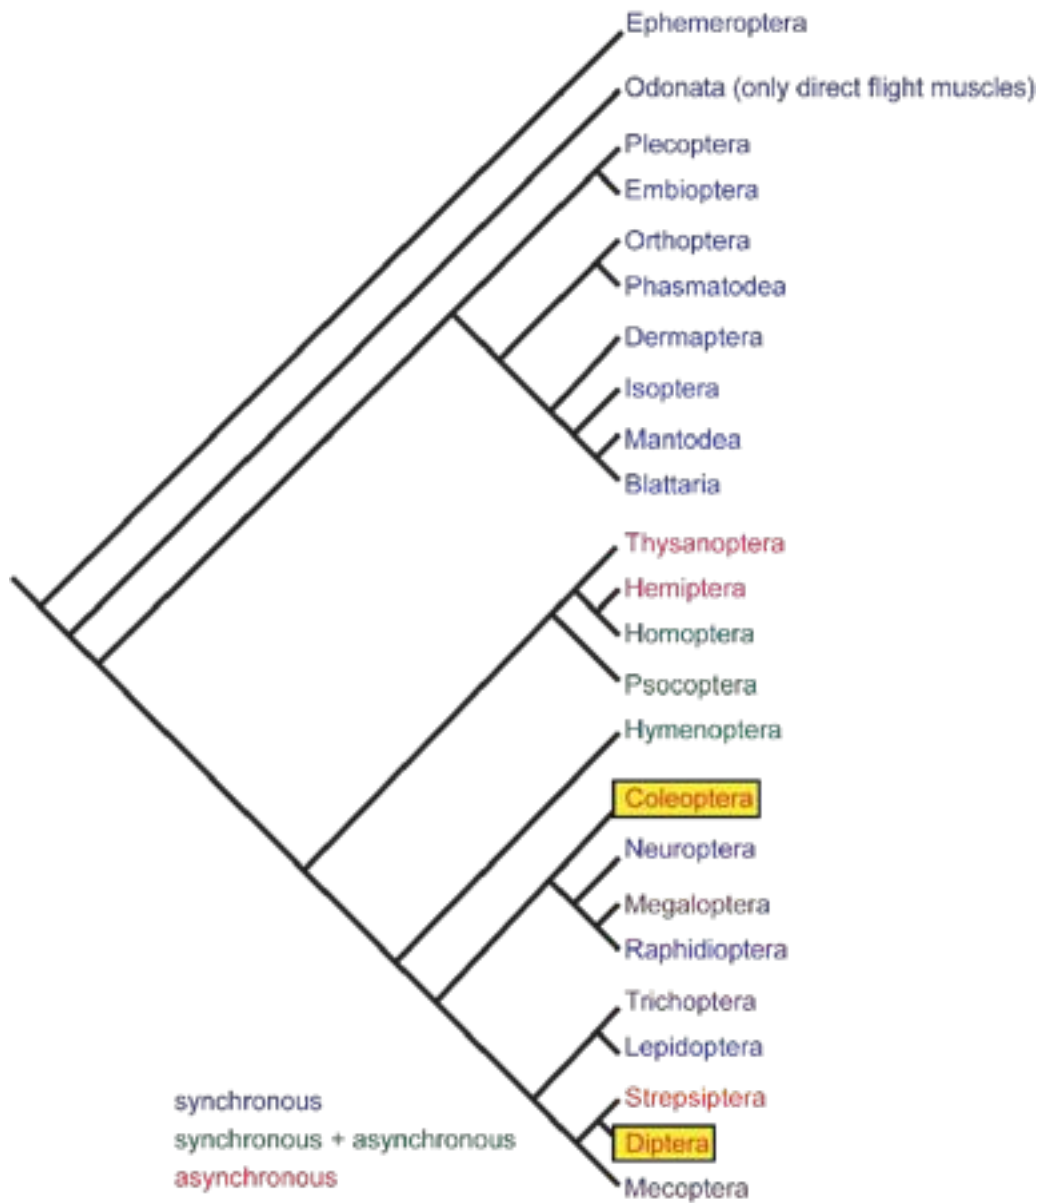 Ephemeroptera
Odonata (only direct flight muscles)
Plecoptera
Embioptera
Orthoptera
Phasmatodea
Dermaptera
Isoptera
Mantodea
Blattaria
Thysanoptera
Hemiptera
Homoptera
Psocoptera
Hymenoptera
Coleoptera
Neuroptera
Megaloptera
Raphidioptera
Trichoptera
Lepidoptera
Strepsiptera
Diptera
Mecoptera
synchronous
synchronous + asynchronous
asynchronous